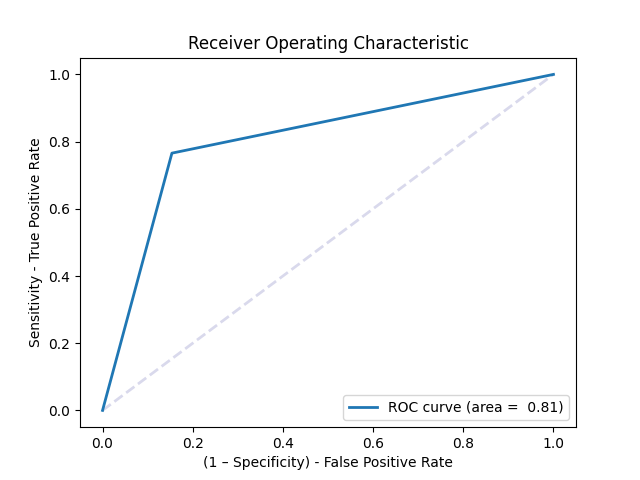 Receiver Operating Characteristic
1.0
0.8
0.6
0.4
0.2
0.0
Sensitivity - True Positive Rate
ROC curve (area =  0.81)
0.0 0.2 0.4 0.6 0.8 1.0
(1 – Specificity) - False Positive Rate